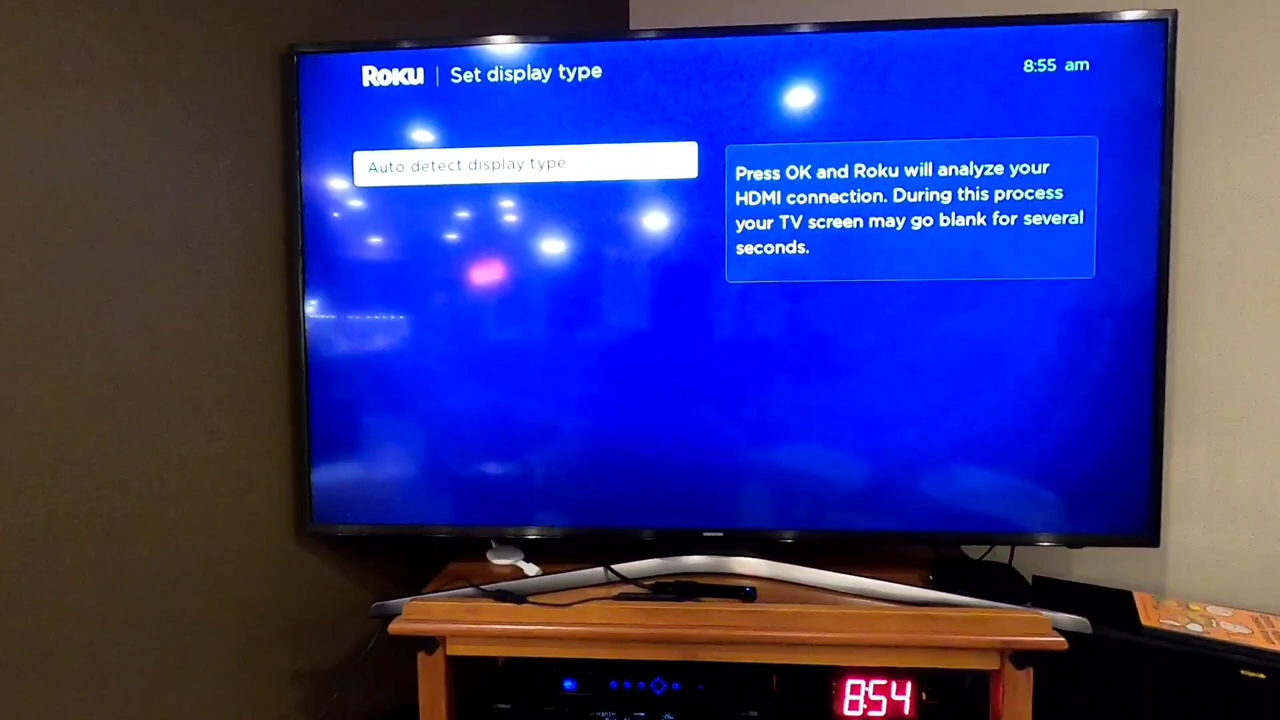 Roku | Set display type
8:55 am
Auto detect display type
Press OK and Roku will analyze your
HDMI connection. During this process
your TV screen may go blank for several
seconds.
8:54